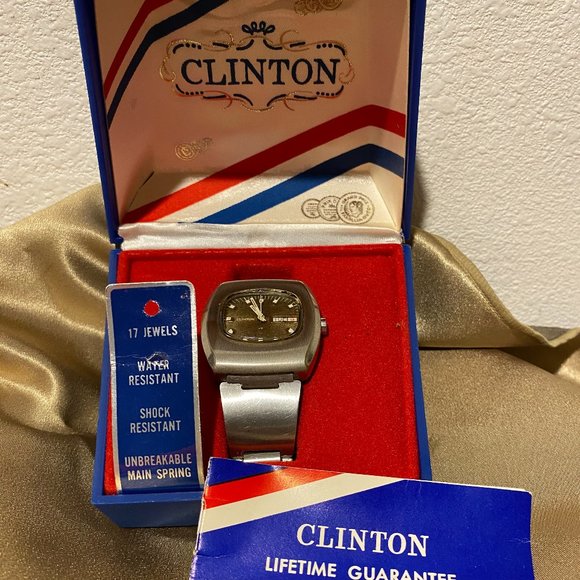 CLINTON
17 JEWELS
WATER
RESISTANT
SHOCK
RESISTANT
UNBREAKABLE
MAIN SPRING
CLINTON
LIFETIME GUARANTEE